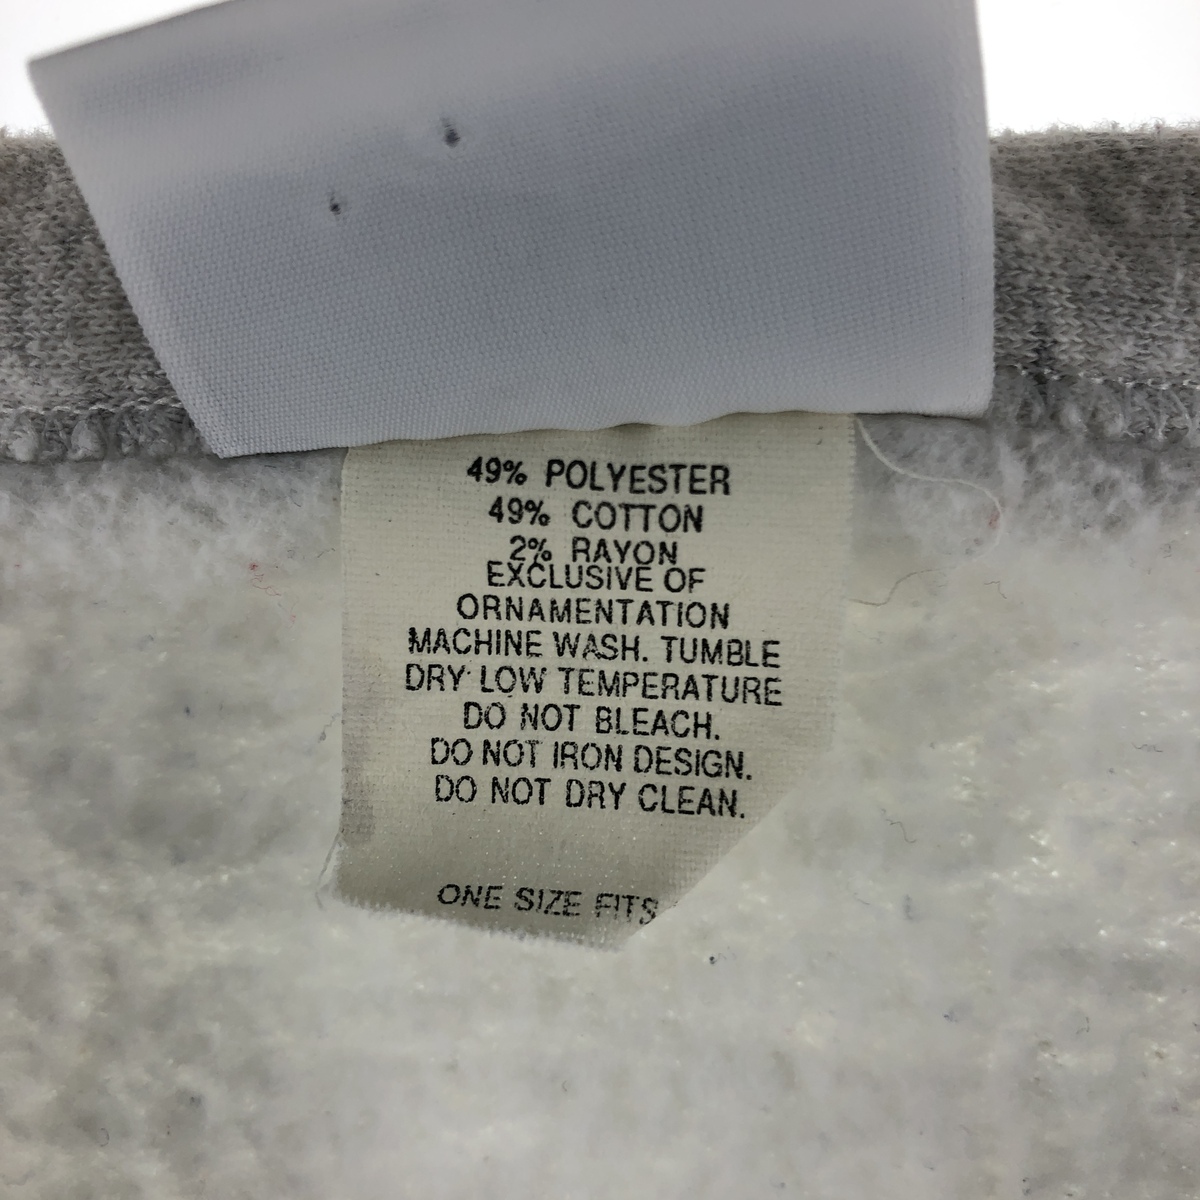 49% POLYESTER
49% COTTON
2% RAYON
EXCLUSIVE OF
ORNAMENTATION
MACHINE WASH. TUMBLE
DRY LOW TEMPERATURE
DO NOT BLEACH.
DO NOT IRON DESIGN.
DO NOT DRY CLEAN.
ONE SIZE FITS